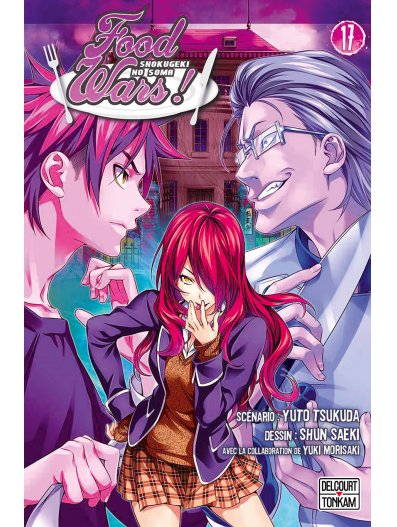 Food
SHOKUGEKI
NO SOMA
Wars!
17
SCÉNARIO : YUTO TSUKUDA
DESSIN : SHUN SAEKI
AVEC LA COLLABORATION DE YUKI MORISAKI
DELCOURT
TONKAM